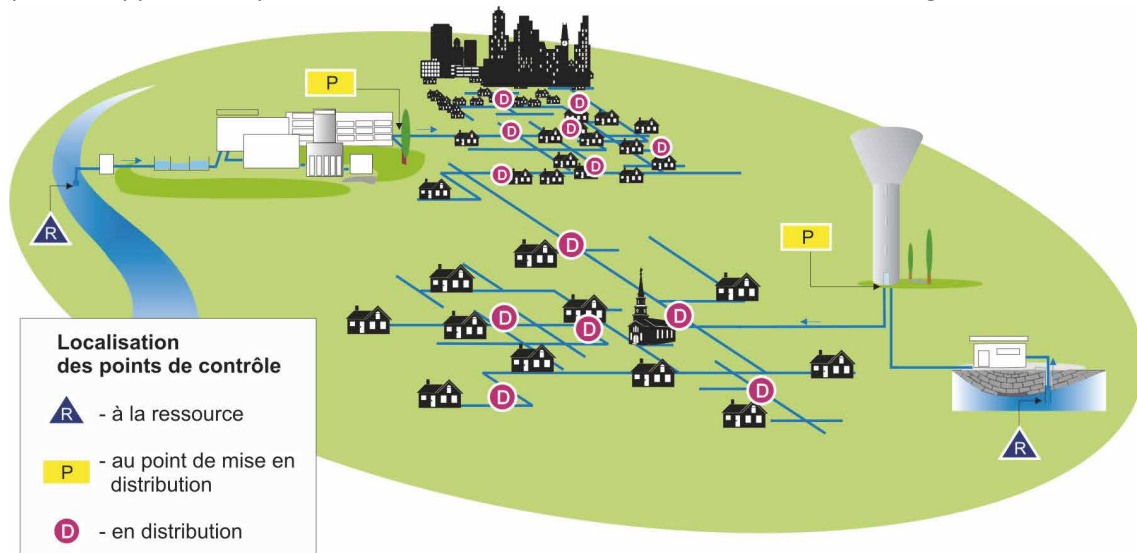 P
D
D
D
D
D
D
D
R
D
P
D
D
D
D
D
R
Localisation
des points de contrôle
R - à la ressource
P - au point de mise en
distribution
D - en distribution